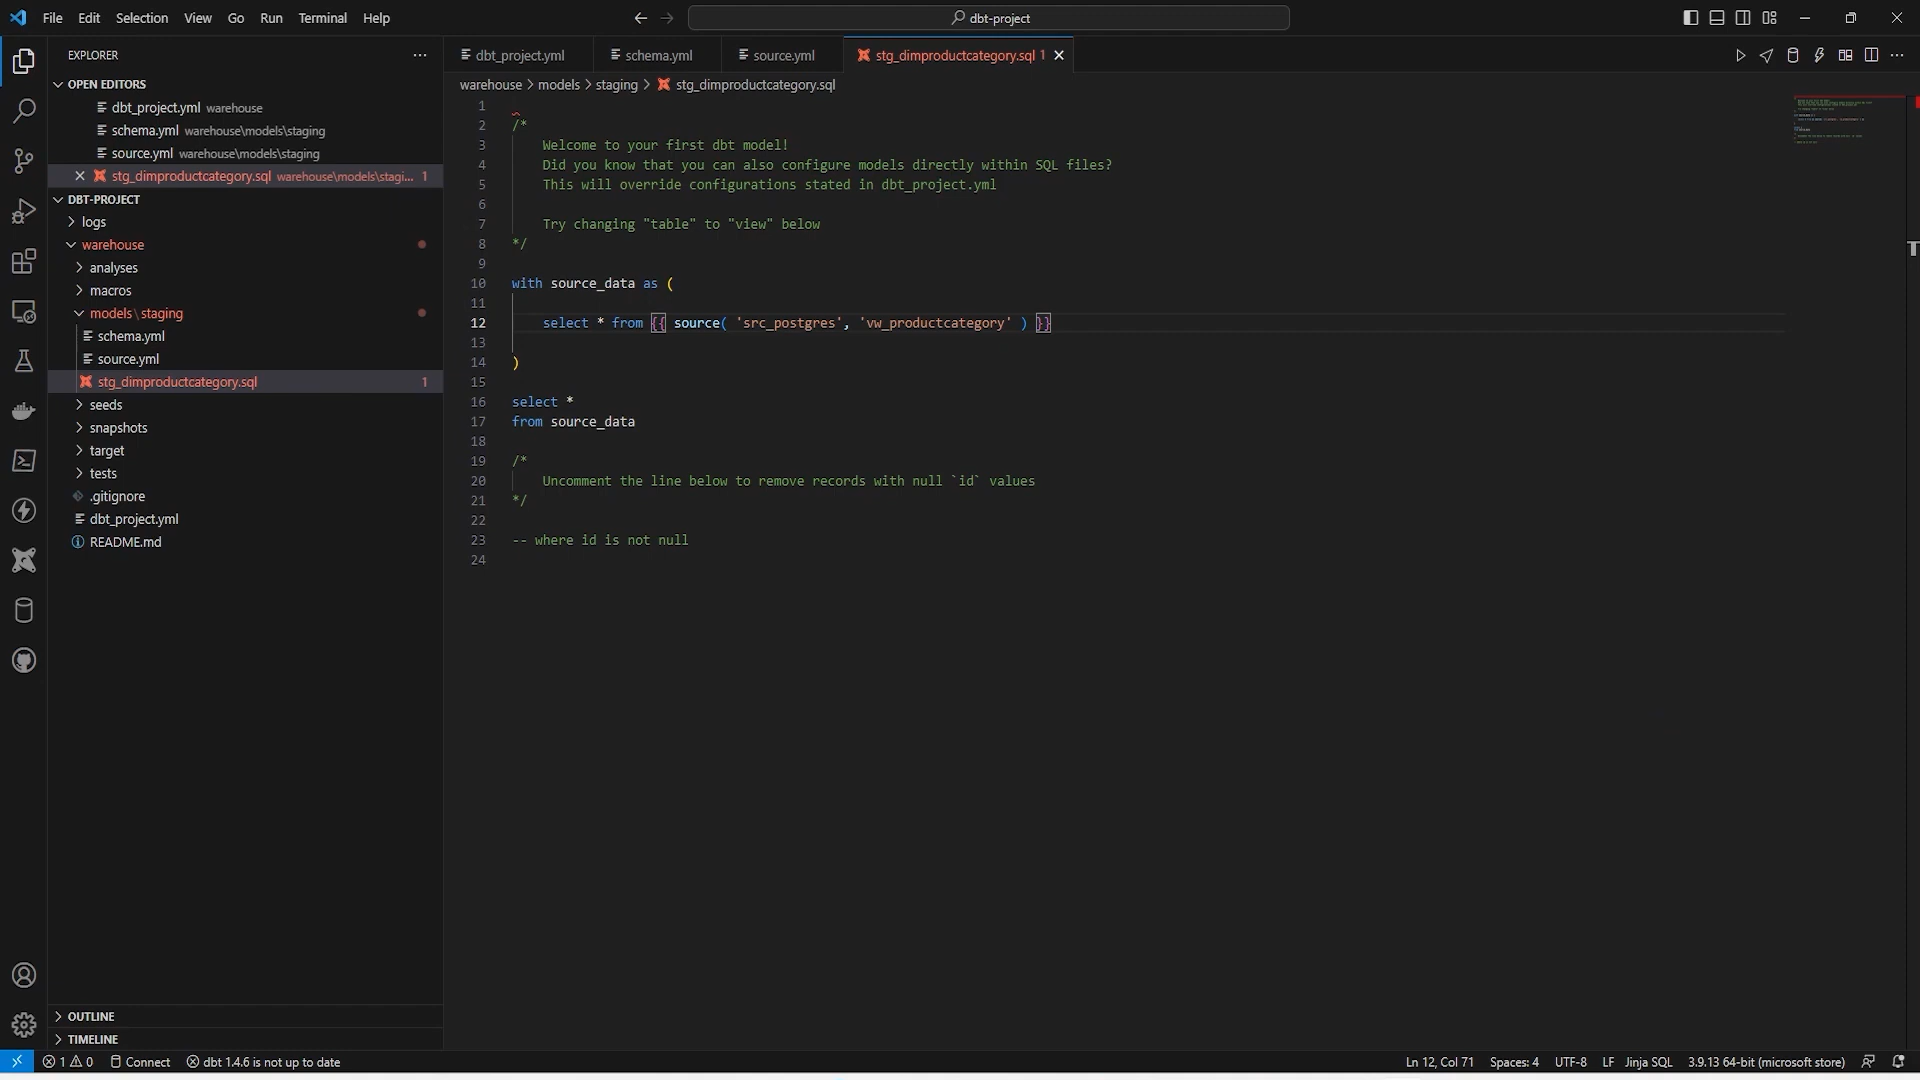 File Edit Selection View Go Run Terminal Help
dbt-project
EXPLORER
OPEN EDITORS
dbt_project.yml warehouse
schema.yml warehouse\models\staging
source.yml warehouse\models\staging
stg_dimproductcategory.sql warehouse\models\stagi... 1
DBT-PROJECT
logs
warehouse
analyses
macros
models\staging
schema.yml
source.yml
stg_dimproductcategory.sql 1
seeds
snapshots
target
tests
.gitignore
dbt_project.yml
README.md
OUTLINE
TIMELINE
dbt_project.yml schema.yml source.yml stg_dimproductcategory.sql 1
warehouse > models > staging > stg_dimproductcategory.sql
1
2 /*
3 Welcome to your first dbt model!
4 Did you know that you can also configure models directly within SQL files?
5 This will override configurations stated in dbt_project.yml
6
7 Try changing "table" to "view" below
8 */
9
10 with source_data as (
11
12 select * from {{ source( 'src_postgres', 'vw_productcategory' ) }}
13
14 )
15
16 select *
17 from source_data
18
19 /*
20 Uncomment the line below to remove records with null `id` values
21 */
22
23 -- where id is not null
24
1 0 Connect dbt 1.4.6 is not up to date
Ln 12, Col 71 Spaces: 4 UTF-8 LF Jinja SQL 3.9.13 64-bit (microsoft store)